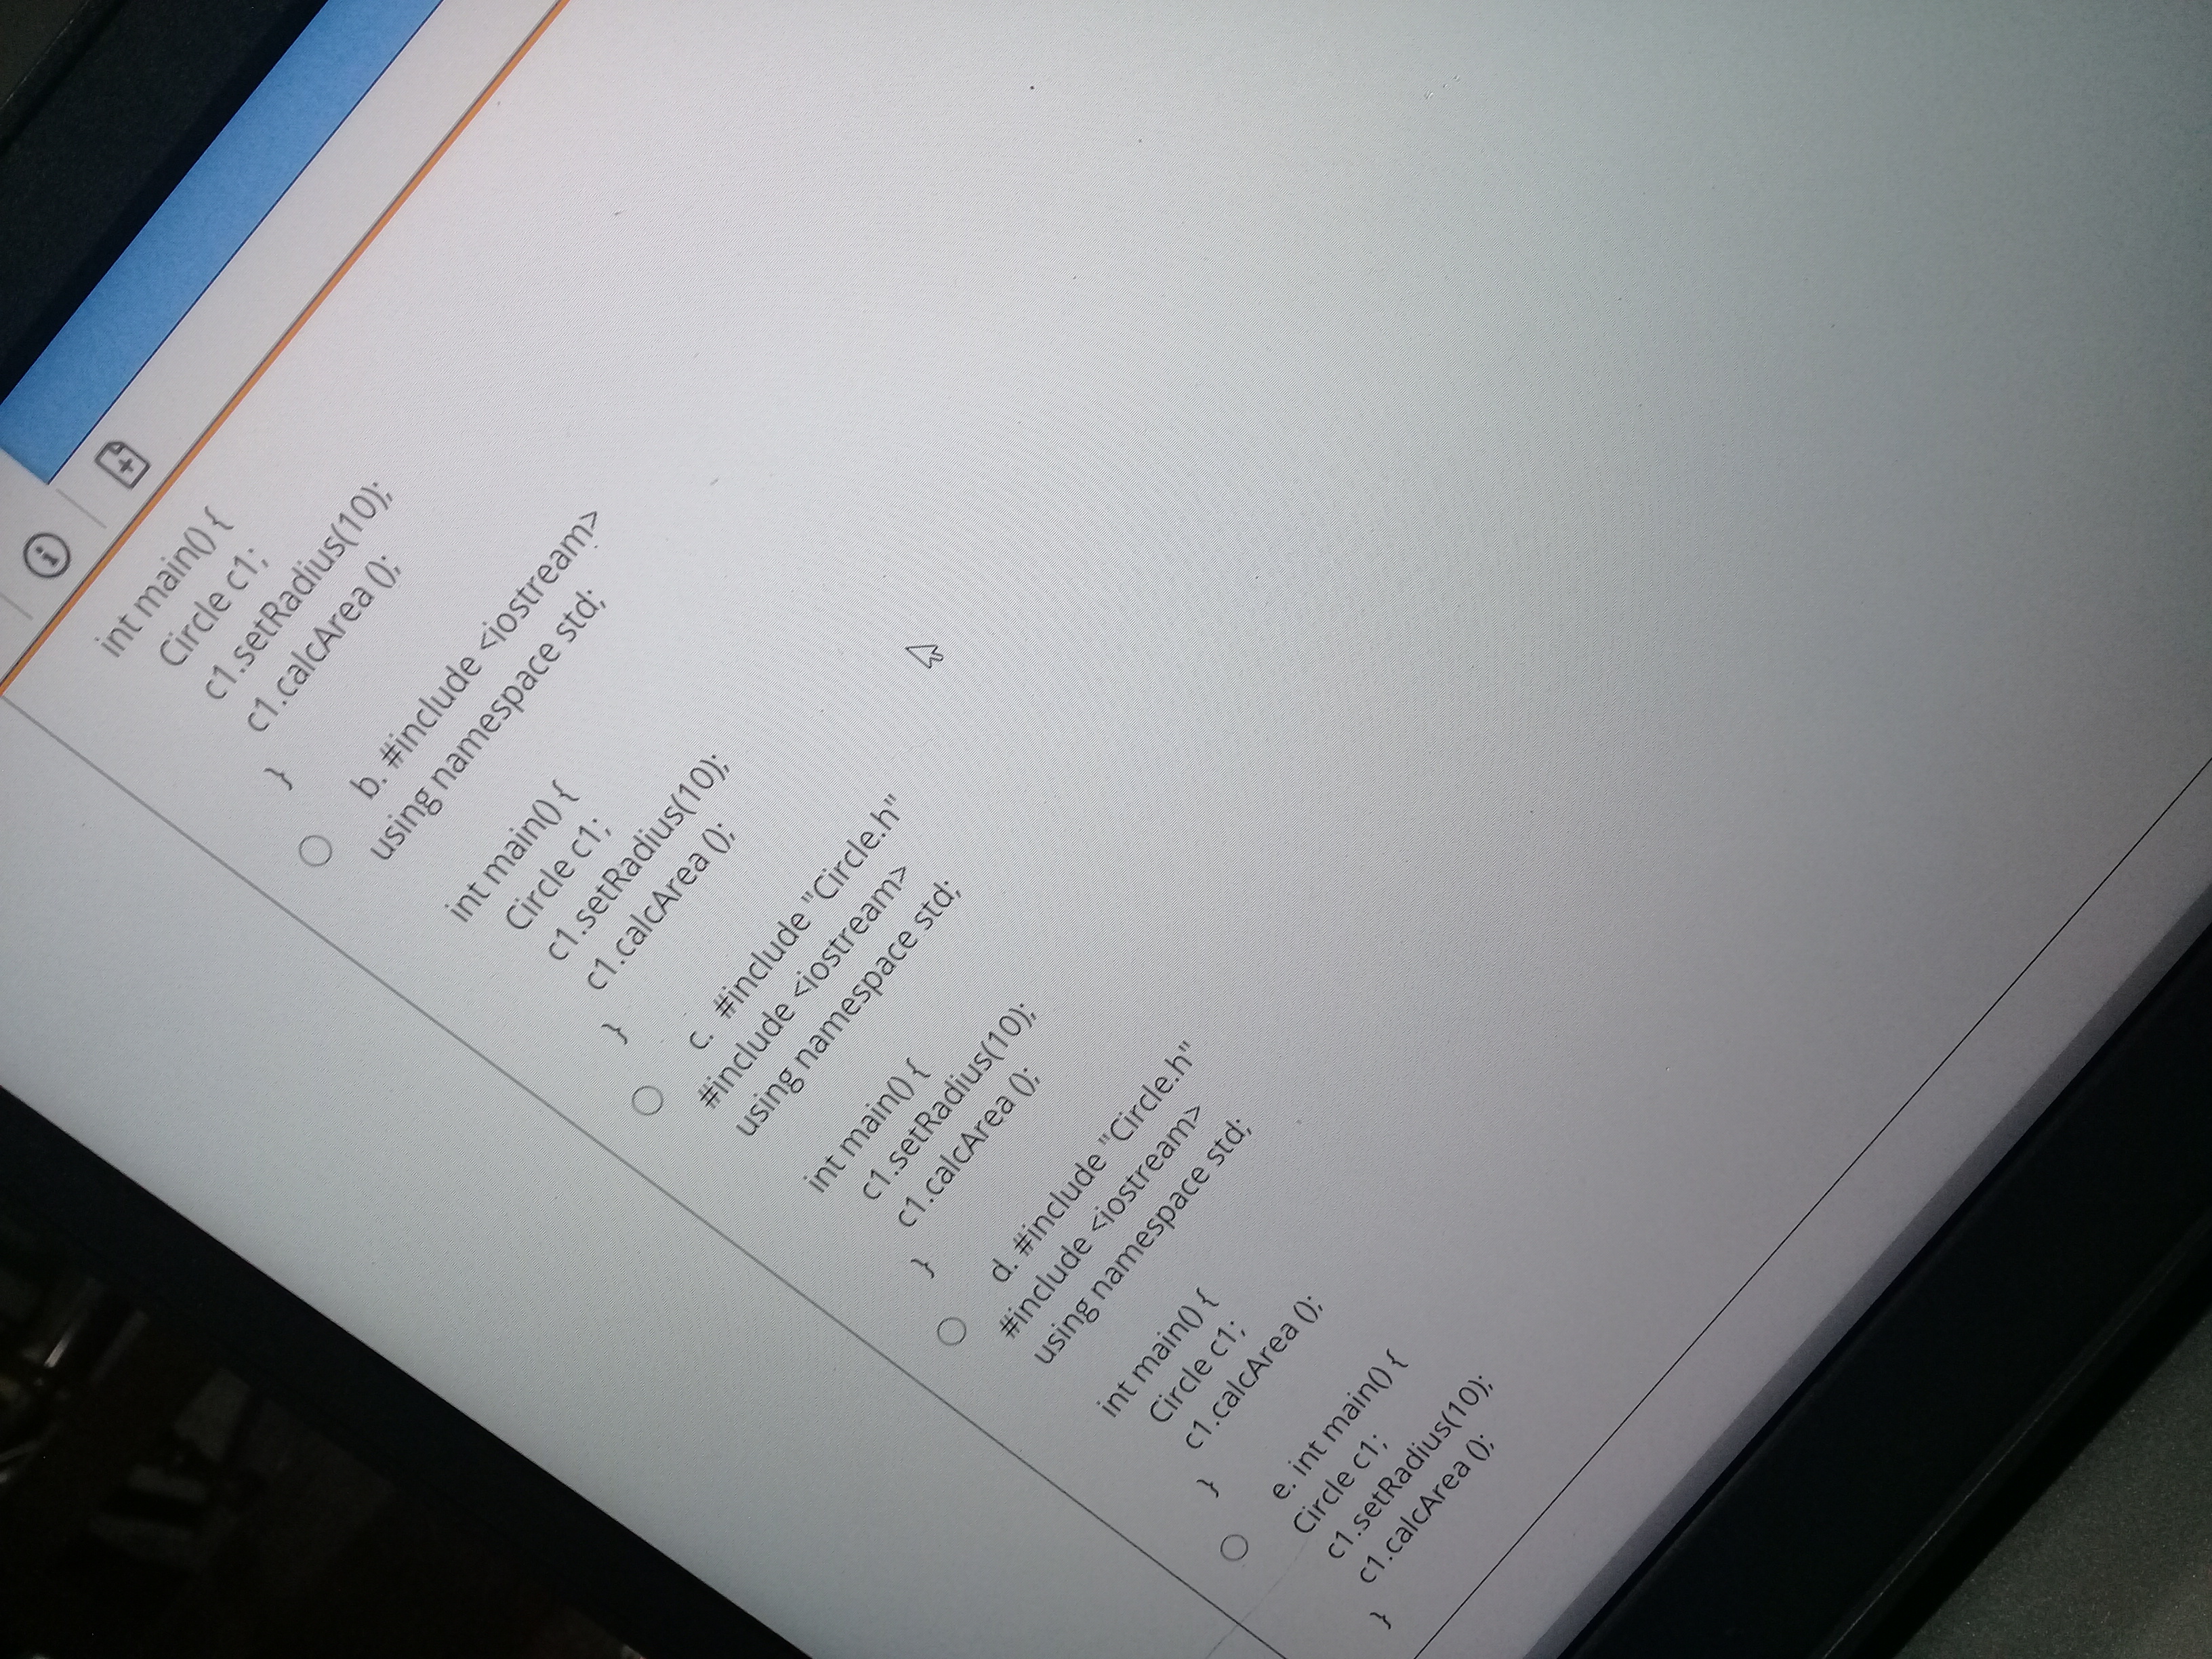 int main() {
Circle c1;
c1.setRadius(10);
c1.calcArea ();
}
b. #include <iostream>
using namespace std;
int main() {
Circle c1;
c1.setRadius(10);
c1.calcArea ();
}
c. #include "Circle.h"
#include <iostream>
using namespace std;
int main() {
c1.setRadius(10);
c1.calcArea ();
}
d. #include "Circle.h"
#include <iostream>
using namespace std;
int main() {
Circle c1;
c1.calcArea ();
}
e. int main() {
Circle c1;
c1.setRadius(10);
c1.calcArea ();
}